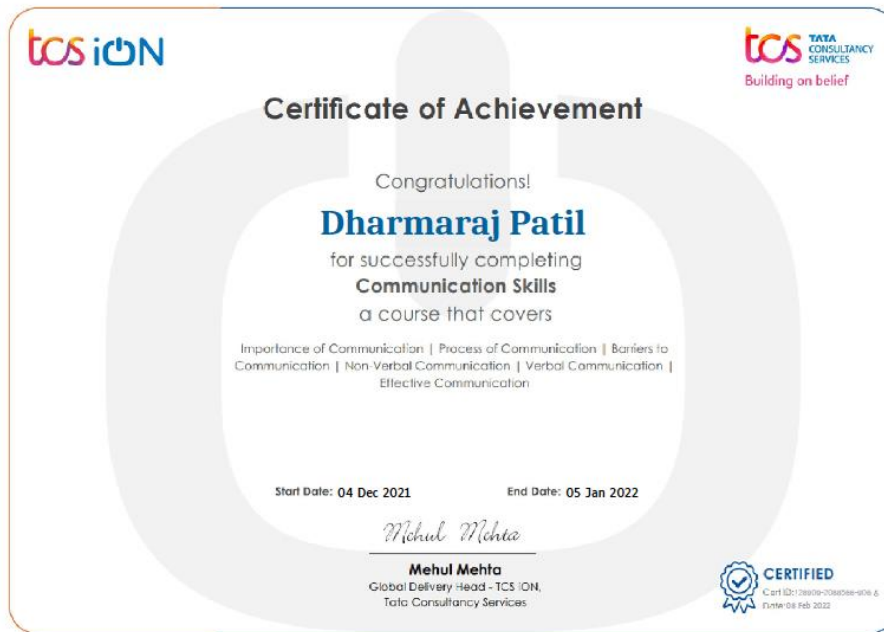 tcs iON
tcs TATA
CONSULTANCY
SERVICES
Building on belief
Certificate of Achievement
Congratulations!
Dharmaraj Patil
for successfully completing
Communication Skills
a course that covers
Importance of Communication | Process of Communication | Barriers to
Communication | Non-Verbal Communication | Verbal Communication |
Effective Communication
Start Date: 04 Dec 2021 End Date: 05 Jan 2022
Mehul Mehta
Mehul Mehta
Global Delivery Head - TCS iON,
Tata Consultancy Services
CERTIFIED
Cert ID:
Date:08 Feb 2022